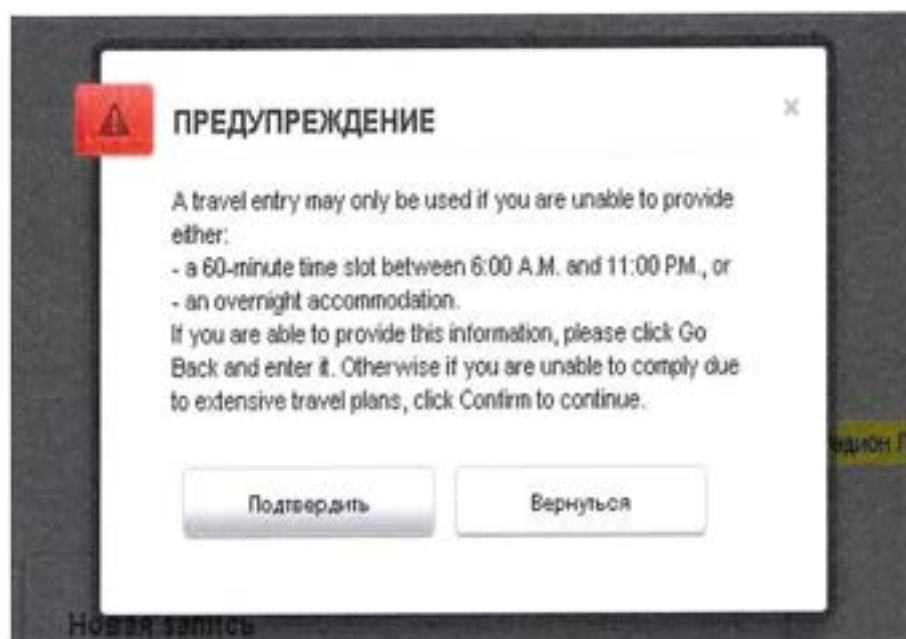 ПРЕДУПРЕЖДЕНИЕ
A travel entry may only be used if you are unable to provide
either:
- a 60-minute time slot between 6:00 A.M. and 11:00 P.M., or
- an overnight accommodation.
If you are able to provide this information, please click Go
Back and enter it. Otherwise if you are unable to comply due
to extensive travel plans, click Confirm to continue.
Подтвердить
Вернуться
Новая запись